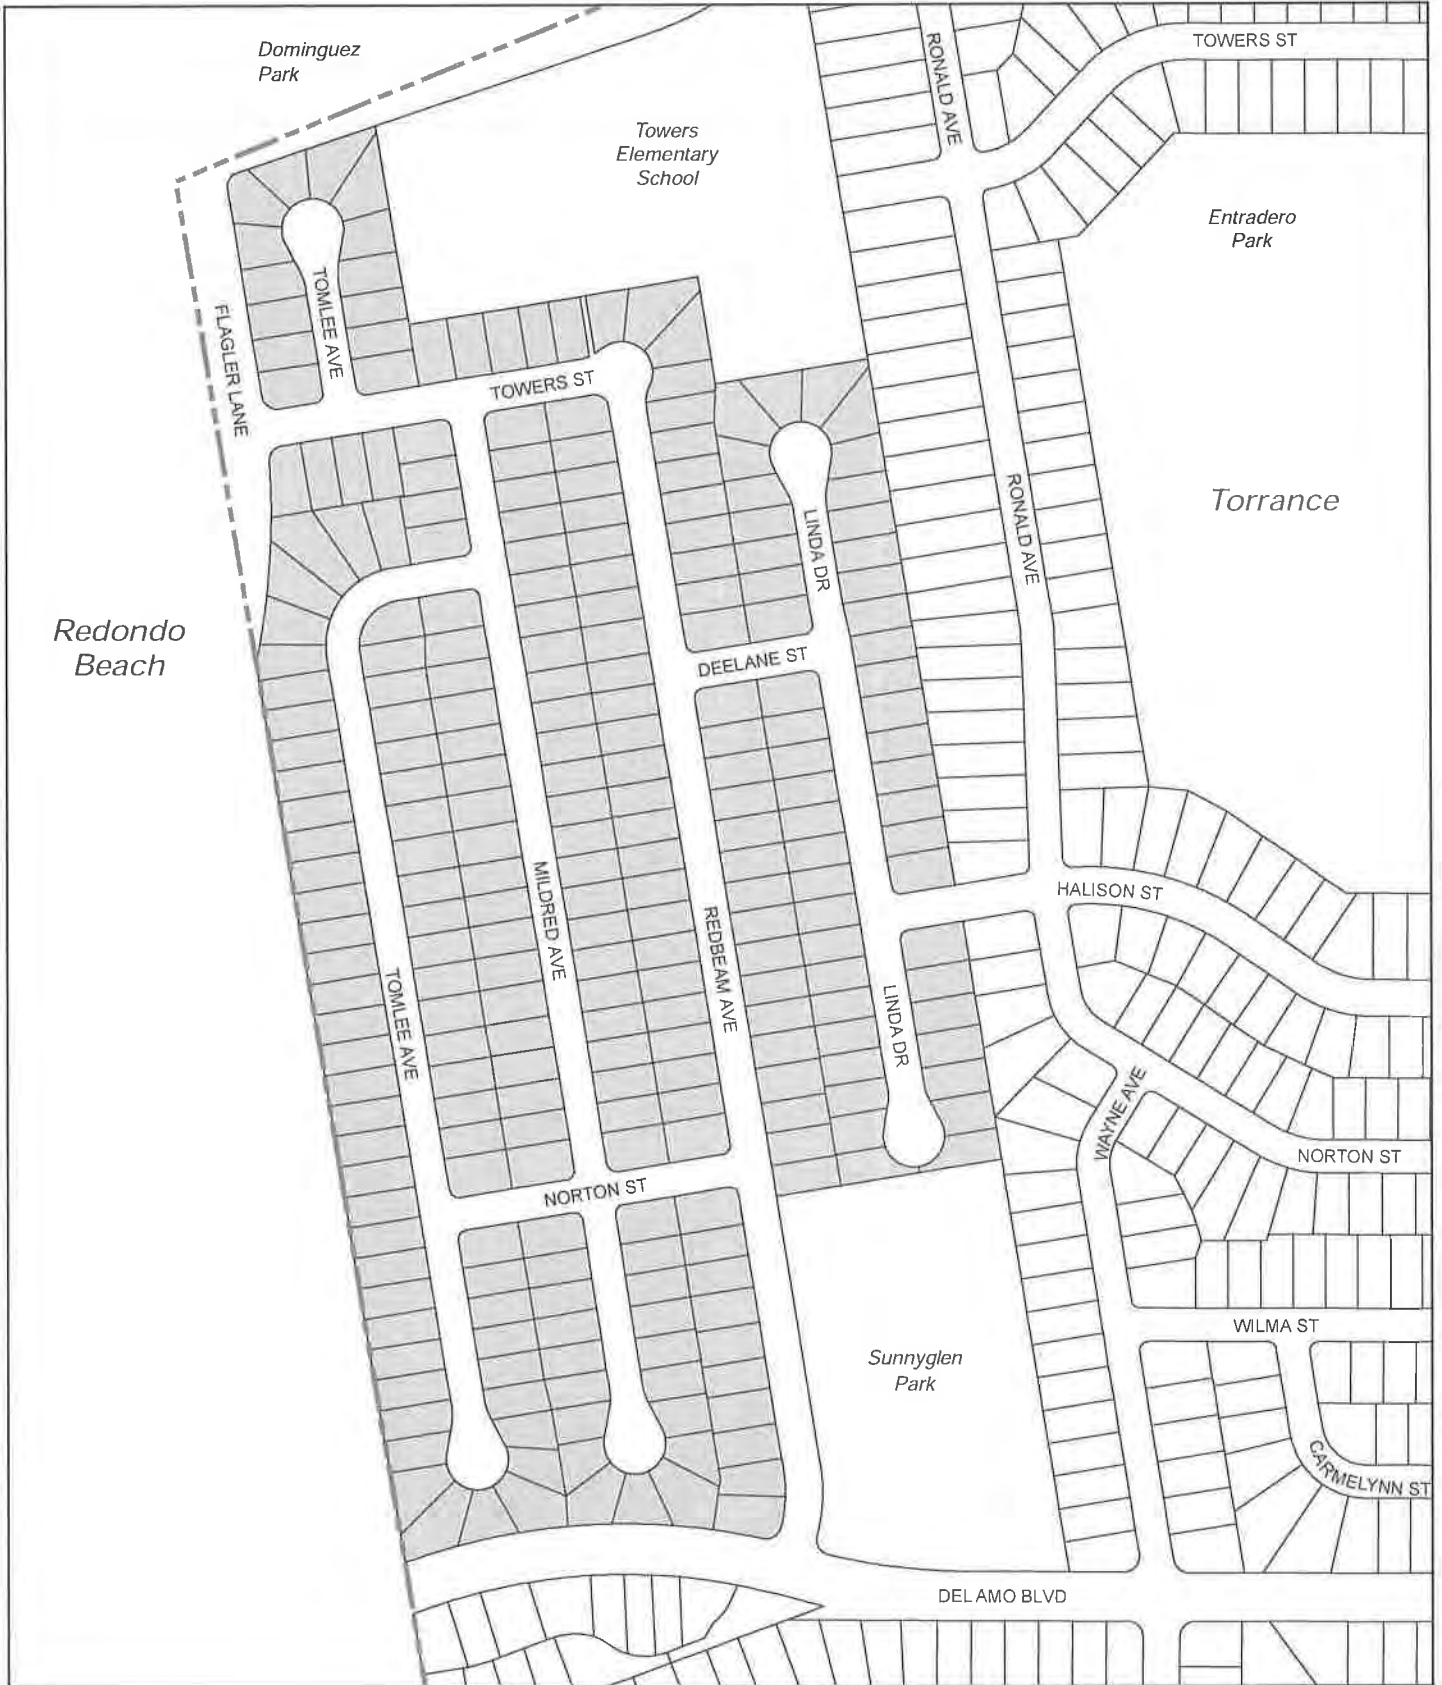 Dominguez
Park
TOWERS ST
RONALD AVE
Towers
Elementary
School
Entradero
Park
TOMLEE AVE
FLAGLER LANE
TOWERS ST
Torrance
RONALD AVE
LINDA DR
Redondo
Beach
DEELANE ST
HALISON ST
MILDRED AVE
REDBEAM AVE
TOMLEE AVE
LINDA DR
WAYNE AVE
NORTON ST
NORTON ST
WILMA ST
Sunnyglen
Park
CARMELYNN ST
DEL AMO BLVD